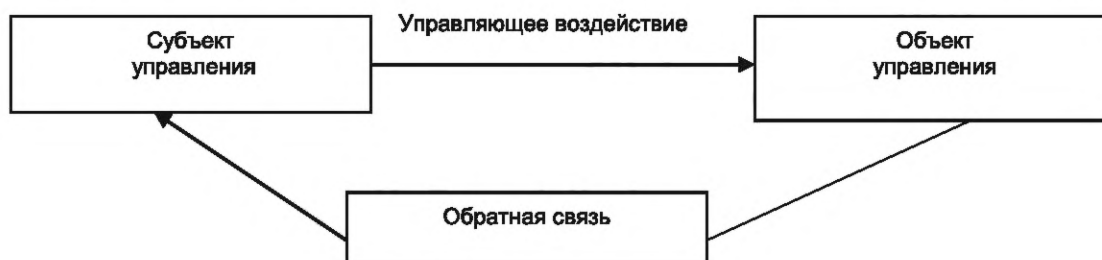 Управляющее воздействие
Субъект
управления
Объект
управления
Обратная связь